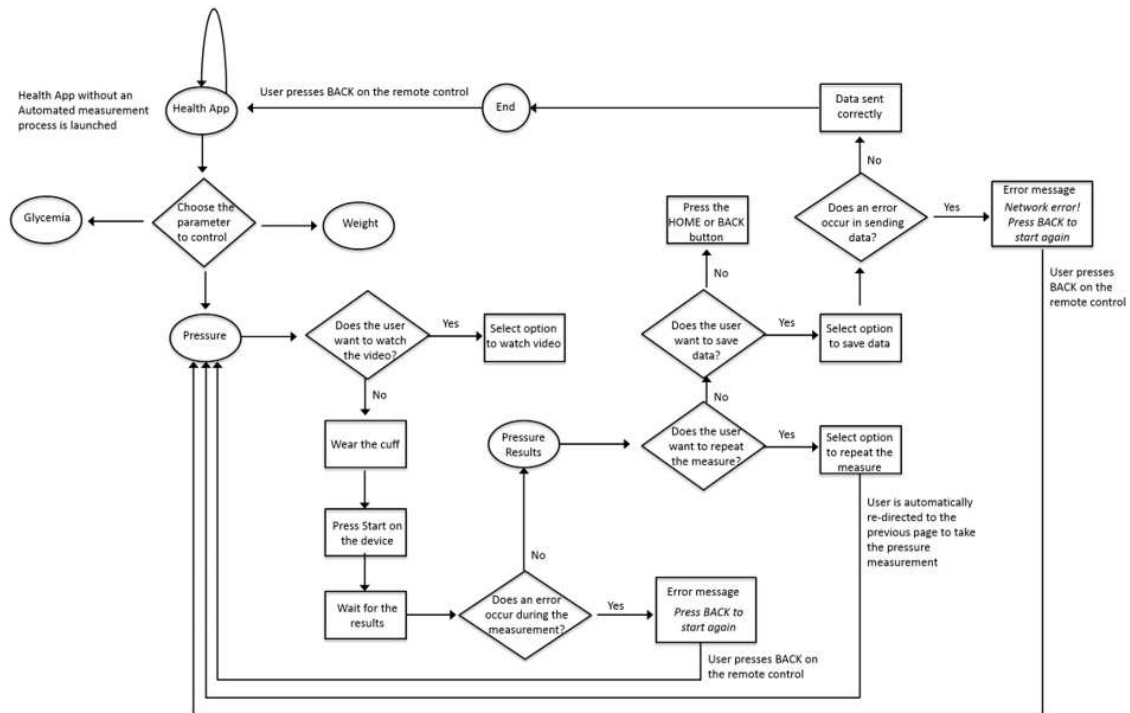 Health App without an
Automated measurement
process is launched
Health App
User presses BACK on the remote control
End
Data sent
correctly
No
Glycemia
Choose the
parameter
to control
Weight
Press the
HOME or BACK
button
Does an error
occur in sending
data?
Yes
Error message
Network error!
Press BACK to
start again
User presses
BACK on the
remote control
No
Pressure
Does the user
want to watch
the video?
Yes
Select option
to watch video
Does the user
want to save
data?
Yes
Select option
to save data
No
No
Wear the cuff
Pressure
Results
Does the user
want to repeat
the measure?
Yes
Select option
to repeat the
measure
User is automatically
re-directed to the
previous page to take
the pressure
measurement
Press Start on
the device
No
Wait for the
results
Does an error
occur during the
measurement?
Yes
Error message
Press BACK to
start again
User presses BACK on
the remote control